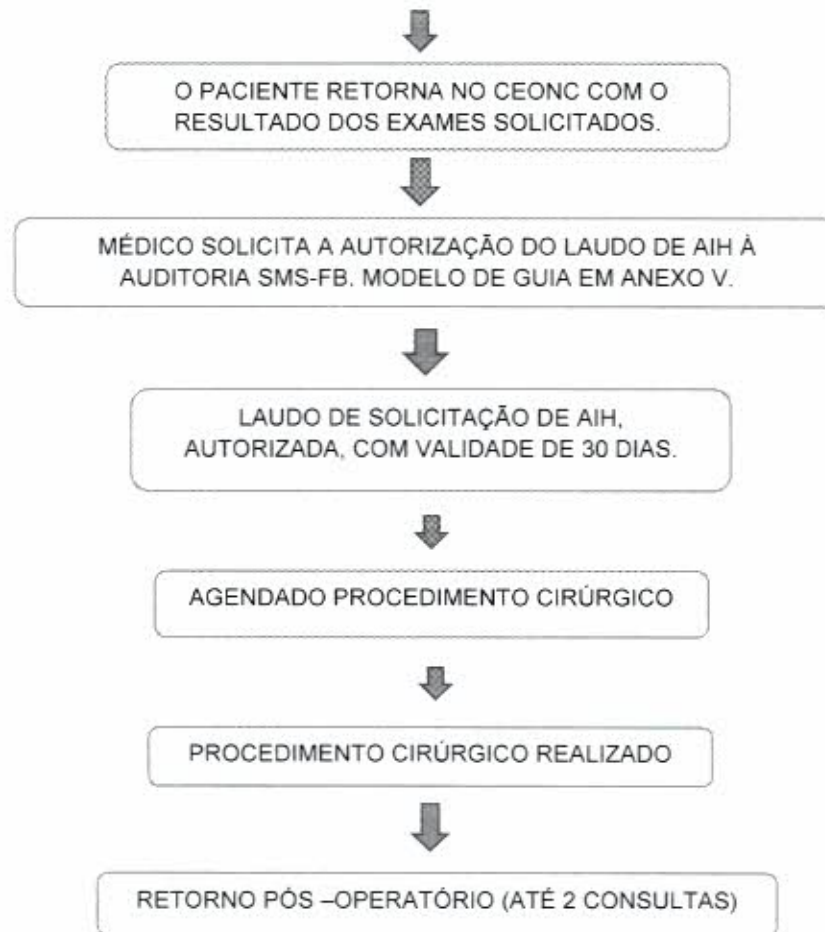 O PACIENTE RETORNA NO CEONC COM O
RESULTADO DOS EXAMES SOLICITADOS.
MÉDICO SOLICITA A AUTORIZAÇÃO DO LAUDO DE AIH À
AUDITORIA SMS-FB. MODELO DE GUIA EM ANEXO V.
LAUDO DE SOLICITAÇÃO DE AIH,
AUTORIZADA, COM VALIDADE DE 30 DIAS.
AGENDADO PROCEDIMENTO CIRÚRGICO
PROCEDIMENTO CIRÚRGICO REALIZADO
RETORNO PÓS –OPERATÓRIO (ATÉ 2 CONSULTAS)